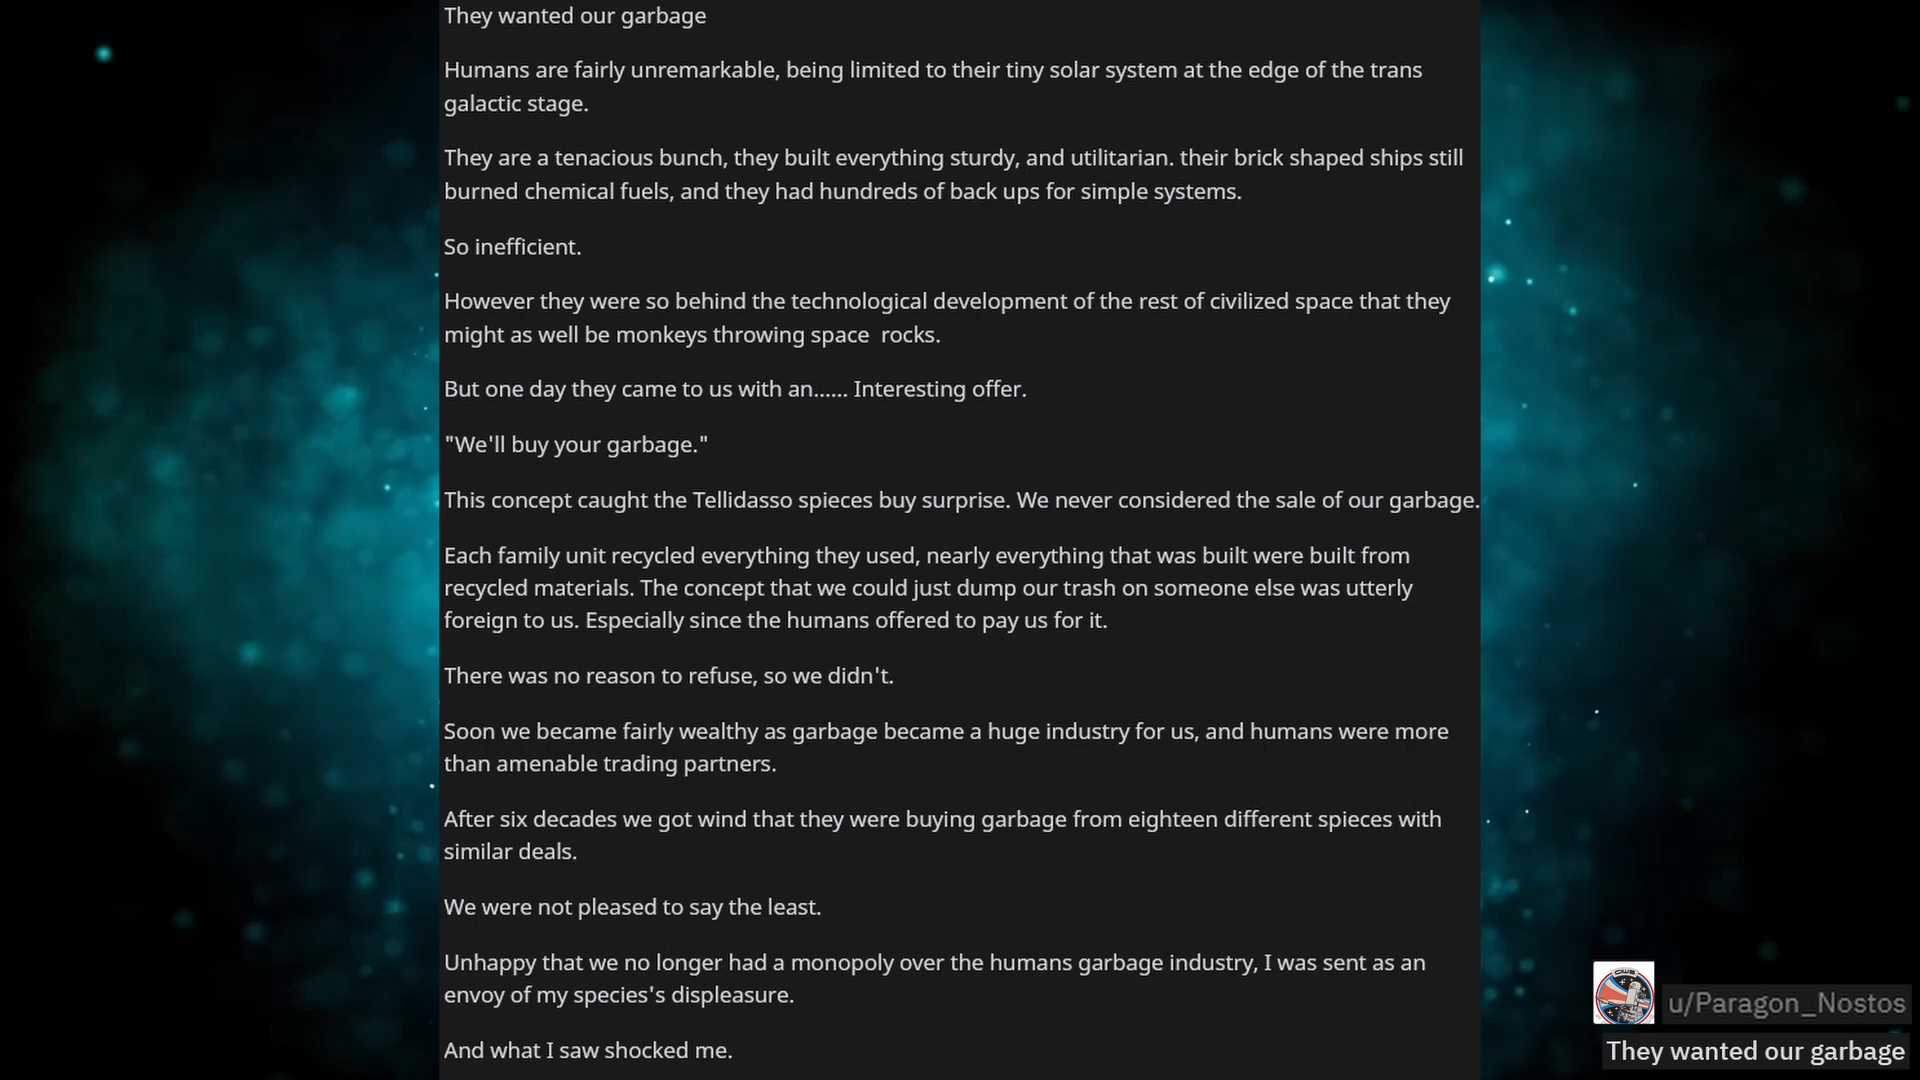 They wanted our garbage
Humans are fairly unremarkable, being limited to their tiny solar system at the edge of the trans
galactic stage.
They are a tenacious bunch, they built everything sturdy, and utilitarian. their brick shaped ships still
burned chemical fuels, and they had hundreds of back ups for simple systems.
So inefficient.
However they were so behind the technological development of the rest of civilized space that they
might as well be monkeys throwing space  rocks.
But one day they came to us with an...... Interesting offer.
"We'll buy your garbage."
This concept caught the Tellidasso spieces buy surprise. We never considered the sale of our garbage.
Each family unit recycled everything they used, nearly everything that was built were built from
recycled materials. The concept that we could just dump our trash on someone else was utterly
foreign to us. Especially since the humans offered to pay us for it.
There was no reason to refuse, so we didn't.
Soon we became fairly wealthy as garbage became a huge industry for us, and humans were more
than amenable trading partners.
After six decades we got wind that they were buying garbage from eighteen different spieces with
similar deals.
We were not pleased to say the least.
Unhappy that we no longer had a monopoly over the humans garbage industry, I was sent as an
envoy of my species's displeasure.
And what I saw shocked me.
CIWS
u/Paragon_Nostos
They wanted our garbage